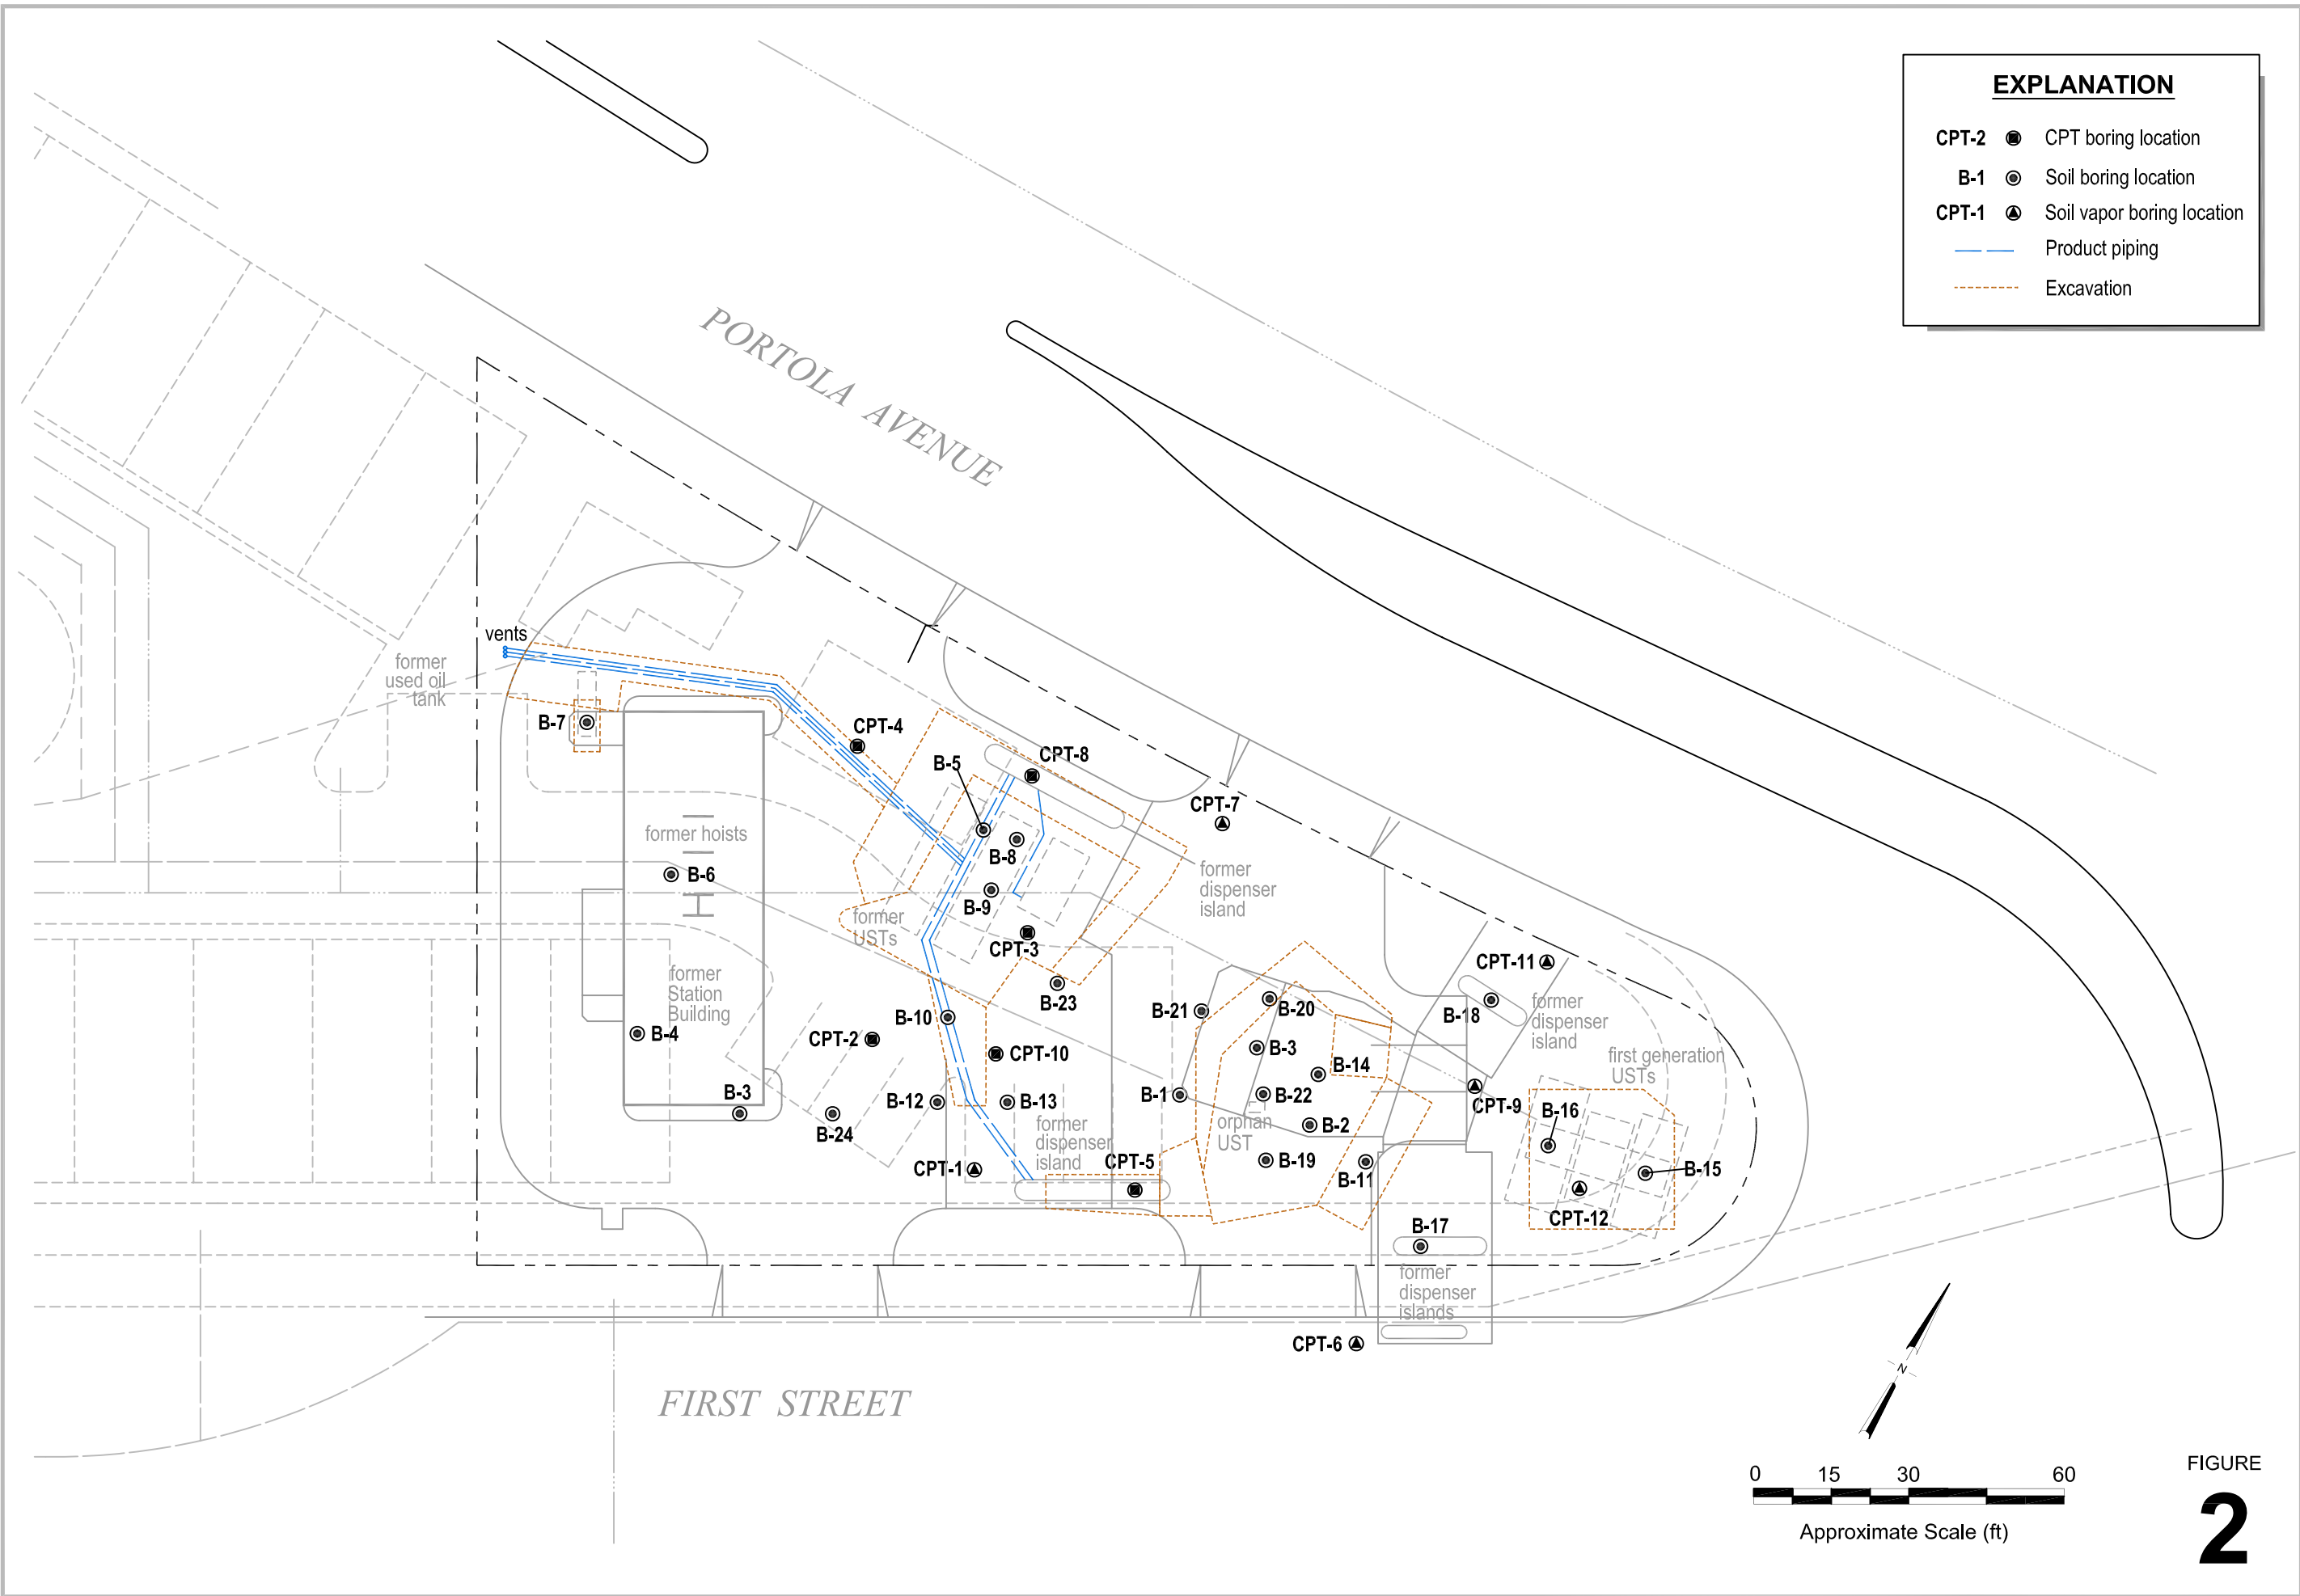 EXPLANATION
CPT-2 CPT boring location
B-1 Soil boring location
CPT-1 Soil vapor boring location
Product piping
Excavation
PORTOLA AVENUE
vents
former
used oil
tank
B-7
CPT-4
CPT-8
B-5
CPT-7
former hoists
B-8
B-6
former
dispenser
island
B-9
former
USTs
CPT-3
CPT-11
former
Station
Building
B-23
B-21
B-20
B-18
former
dispenser
island
B-10
B-4
CPT-2
CPT-10
B-3
B-14
first generation
USTs
B-3
B-12
B-13
B-1
B-22
CPT-9
B-16
B-24
former
dispenser
island
orphan
UST
B-2
CPT-1
CPT-5
B-19
B-11
B-15
CPT-12
B-17
former
dispenser
islands
CPT-6
N
FIRST STREET
0 15 30 60
Approximate Scale (ft)
FIGURE
2